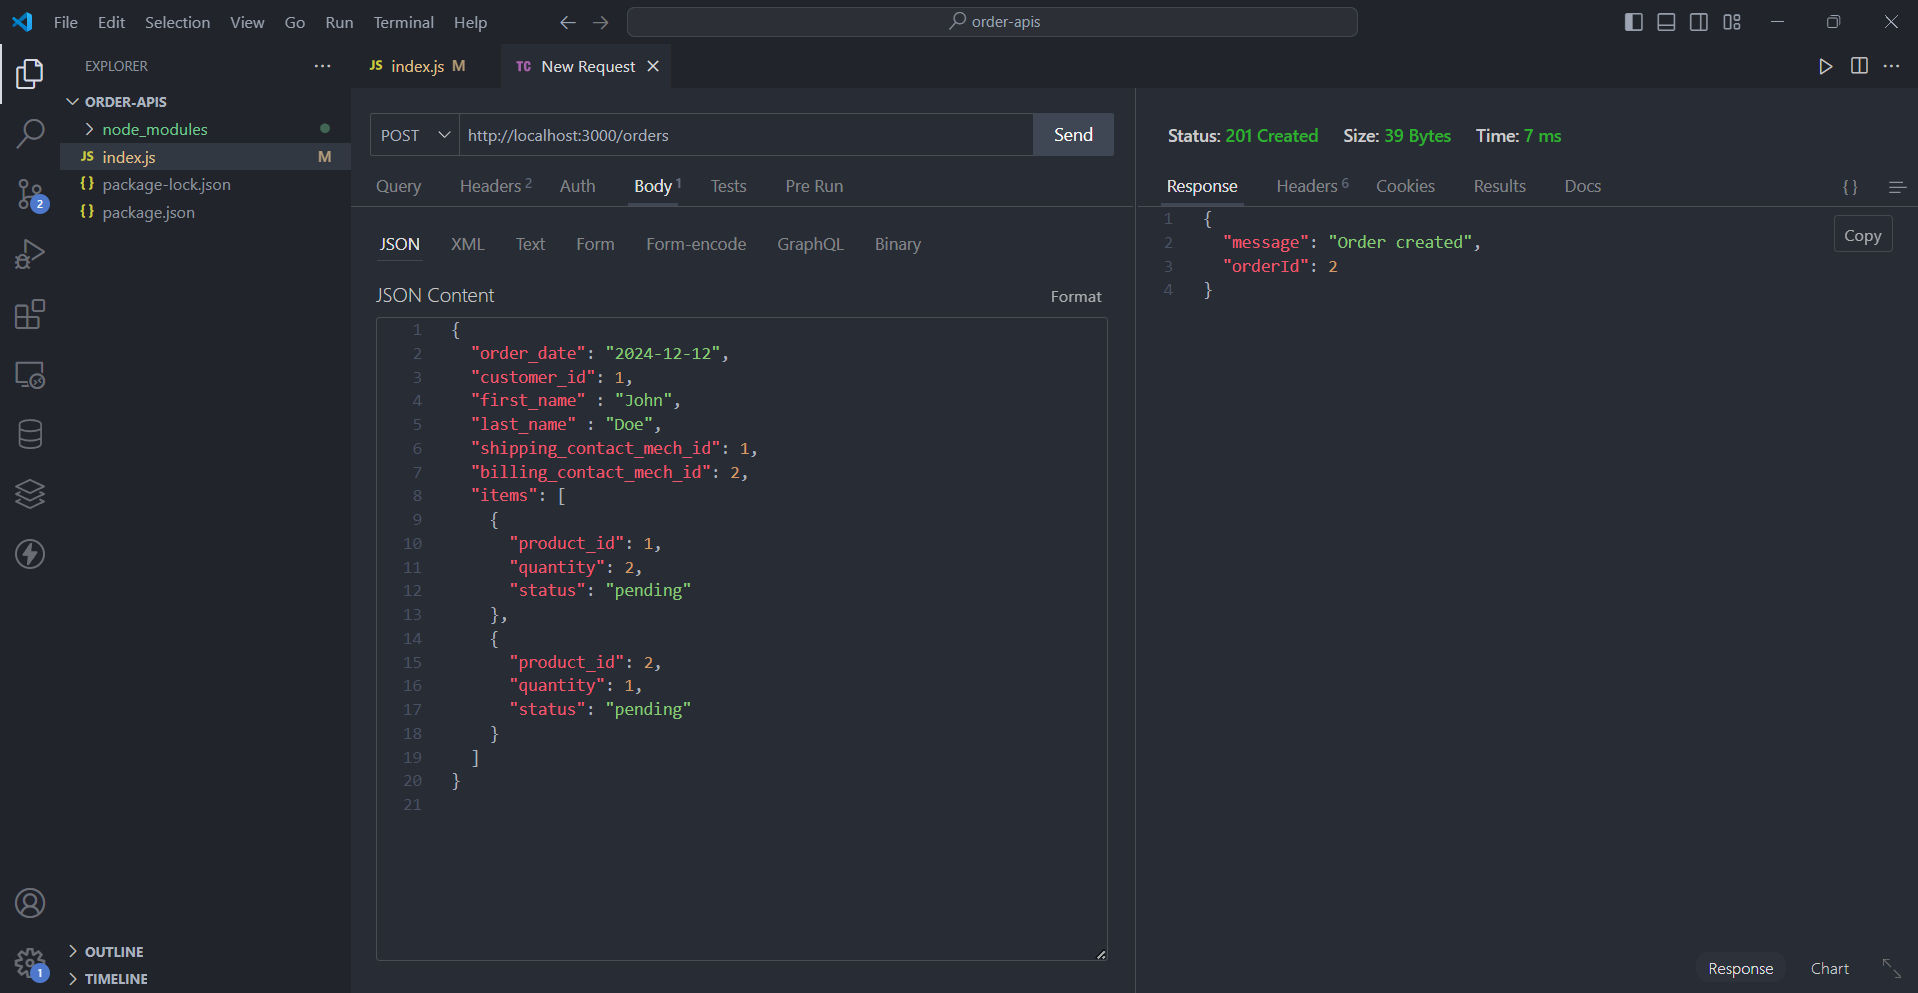 File Edit Selection View Go Run Terminal Help
order-apis
EXPLORER
ORDER-APIS
node_modules
JS index.js M
{} package-lock.json
{} package.json
2
OUTLINE
TIMELINE
1
JS index.js M
TC New Request
POST http://localhost:3000/orders Send
Query Headers 2 Auth Body 1 Tests Pre Run
JSON XML Text Form Form-encode GraphQL Binary
JSON Content Format
1 {
2 "order_date": "2024-12-12",
3 "customer_id": 1,
4 "first_name" : "John",
5 "last_name" : "Doe",
6 "shipping_contact_mech_id": 1,
7 "billing_contact_mech_id": 2,
8 "items": [
9 {
10 "product_id": 1,
11 "quantity": 2,
12 "status": "pending"
13 },
14 {
15 "product_id": 2,
16 "quantity": 1,
17 "status": "pending"
18 }
19 ]
20 }
21
Status: 201 Created Size: 39 Bytes Time: 7 ms
Response Headers 6 Cookies Results Docs {}
1 {
2 "message": "Order created",
3 "orderId": 2
4 }
Copy
Response Chart